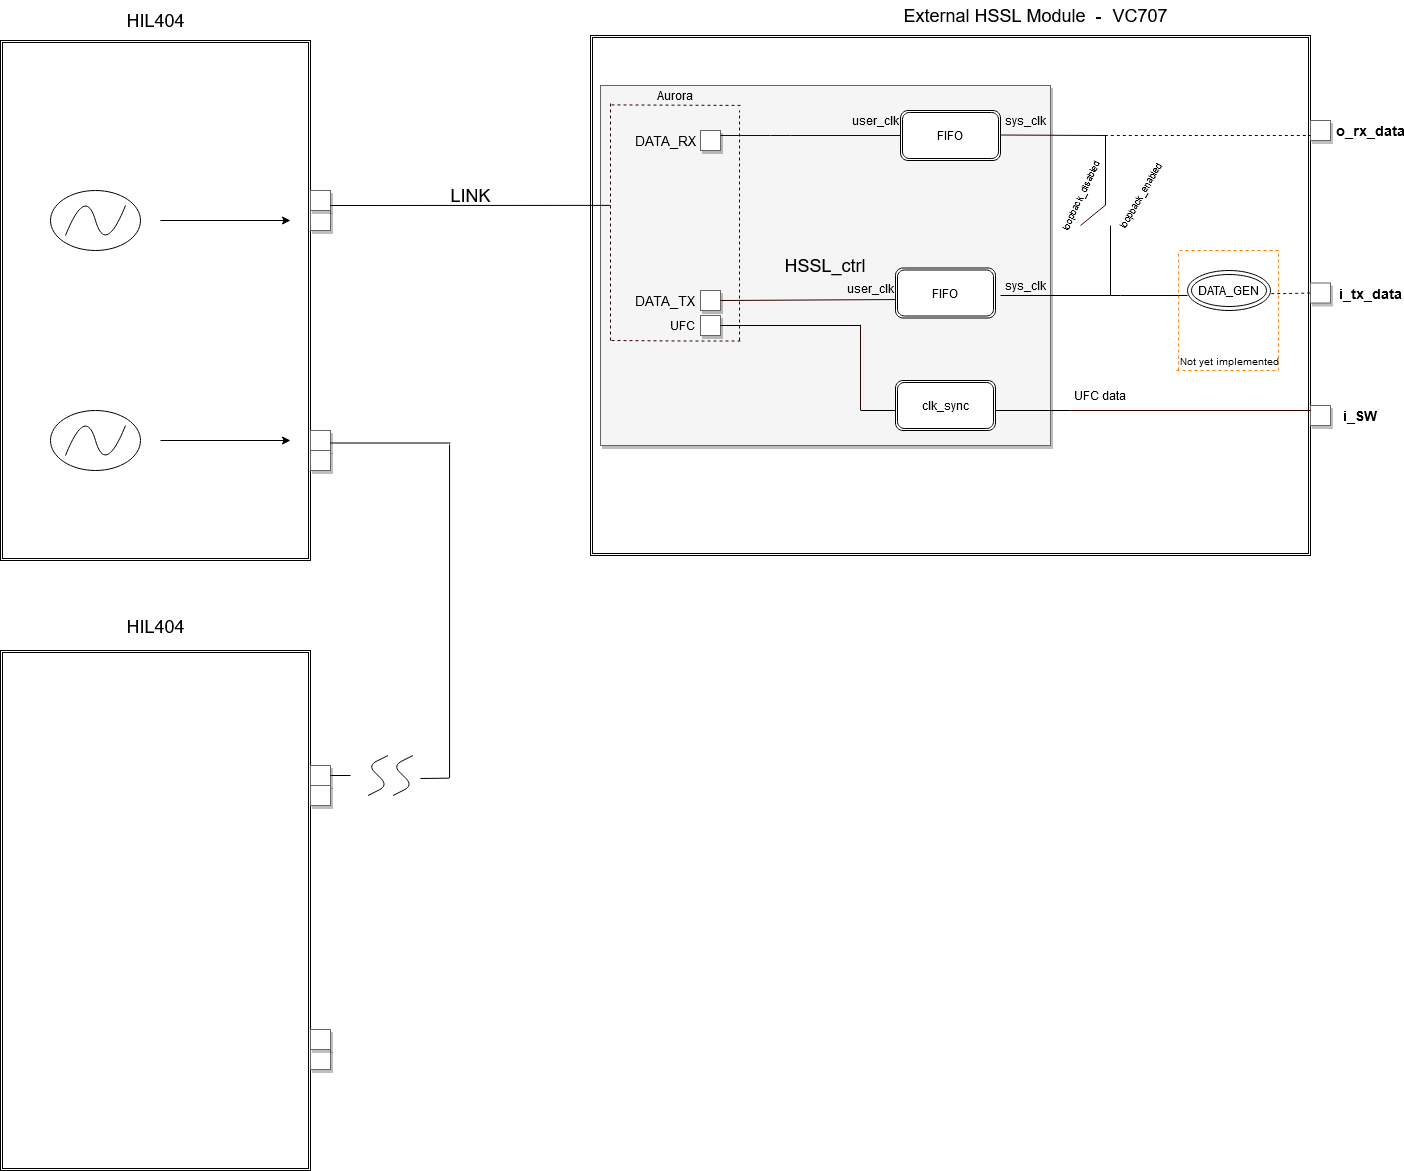 HIL404
External HSSL Module - VC707
Aurora
DATA_RX
user_clk
FIFO
sys_clk
o_rx_data
LINK
loopback_disabled
loopback_enabled
HSSL_ctrl
DATA_TX
user_clk
FIFO
sys_clk
DATA_GEN
i_tx_data
UFC
Not yet implemented
clk_sync
UFC data
i_SW
HIL404